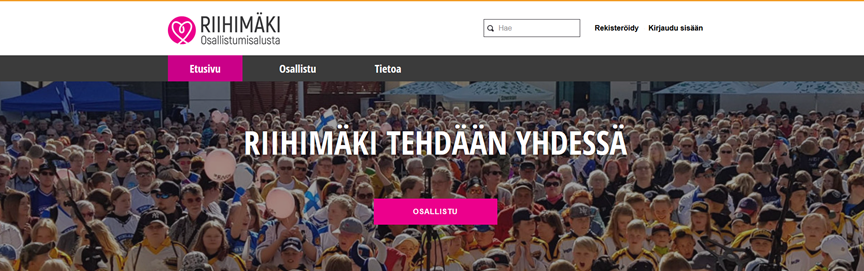 RIIHIMÄKI
Osallistumisalusta
Hae
Rekisteröidy Kirjaudu sisään
Etusivu Osallistu Tietoa
RIIHIMÄKI TEHDÄÄN YHDESSÄ
OSALLISTU